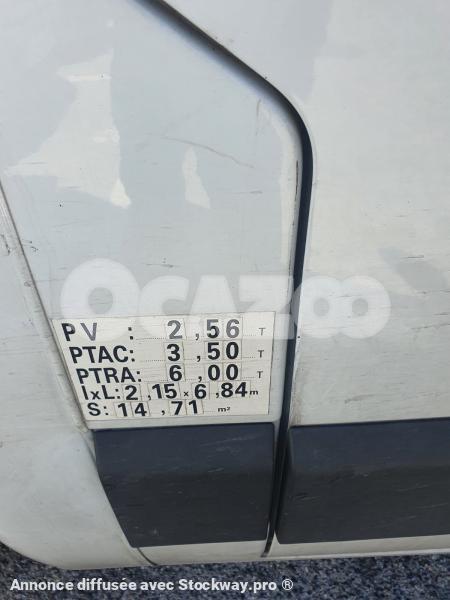 OCAZOO
PV : 2,56 T
PTAC: 3,50 T
PTRA: 6,00 T
IxL: 2,15 x 6,84 m
S: 14,71 m²
Annonce diffusée avec Stockway.pro ®